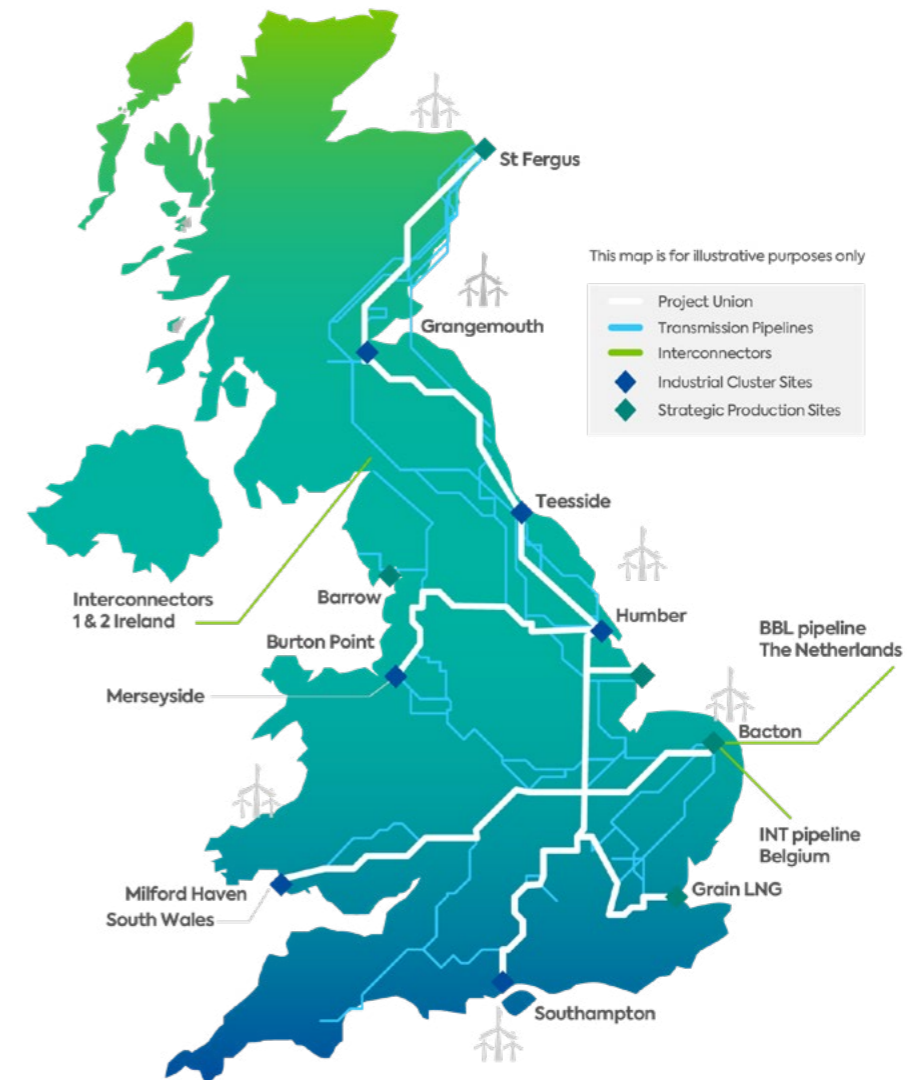 St Fergus
This map is for illustrative purposes only
Project Union
Transmission Pipelines
Interconnectors
Industrial Cluster Sites
Strategic Production Sites
Grangemouth
Teesside
Interconnectors
1 & 2 Ireland
Barrow
Humber
Burton Point
BBL pipeline
The Netherlands
Merseyside
Bacton
INT pipeline
Belgium
Milford Haven
South Wales
Grain LNG
Southampton